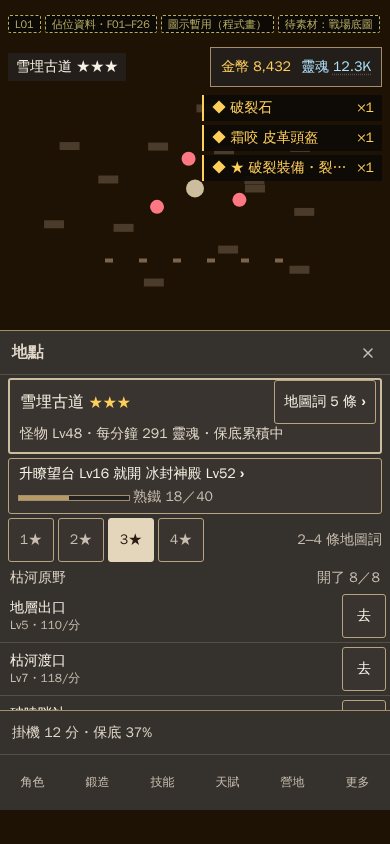 L01 佔位資料・F01–F26 圖示暫用（程式畫） 待素材：戰場底圖
雪埋古道 ★★★
金幣 8,432 靈魂 12.3K
◆ 破裂石 ×1
◆ 霜咬 皮革頭盔 ×1
◆ ★ 破裂裝備・裂⋯ ×1
地點 ×
雪埋古道 ★★★
地圖詞 5 條 ›
怪物 Lv48・每分鐘 291 靈魂・保底累積中
升瞭望台 Lv16 就開 冰封神殿 Lv52 ›
熟鐵 18／40
1★ 2★ 3★ 4★ 2–4 條地圖詞
枯河原野 開了 8／8
地層出口
Lv5・110/分
去
枯河渡口
Lv7・118/分
去
掛機 12 分・保底 37%
角色 鍛造 技能 天賦 營地 更多